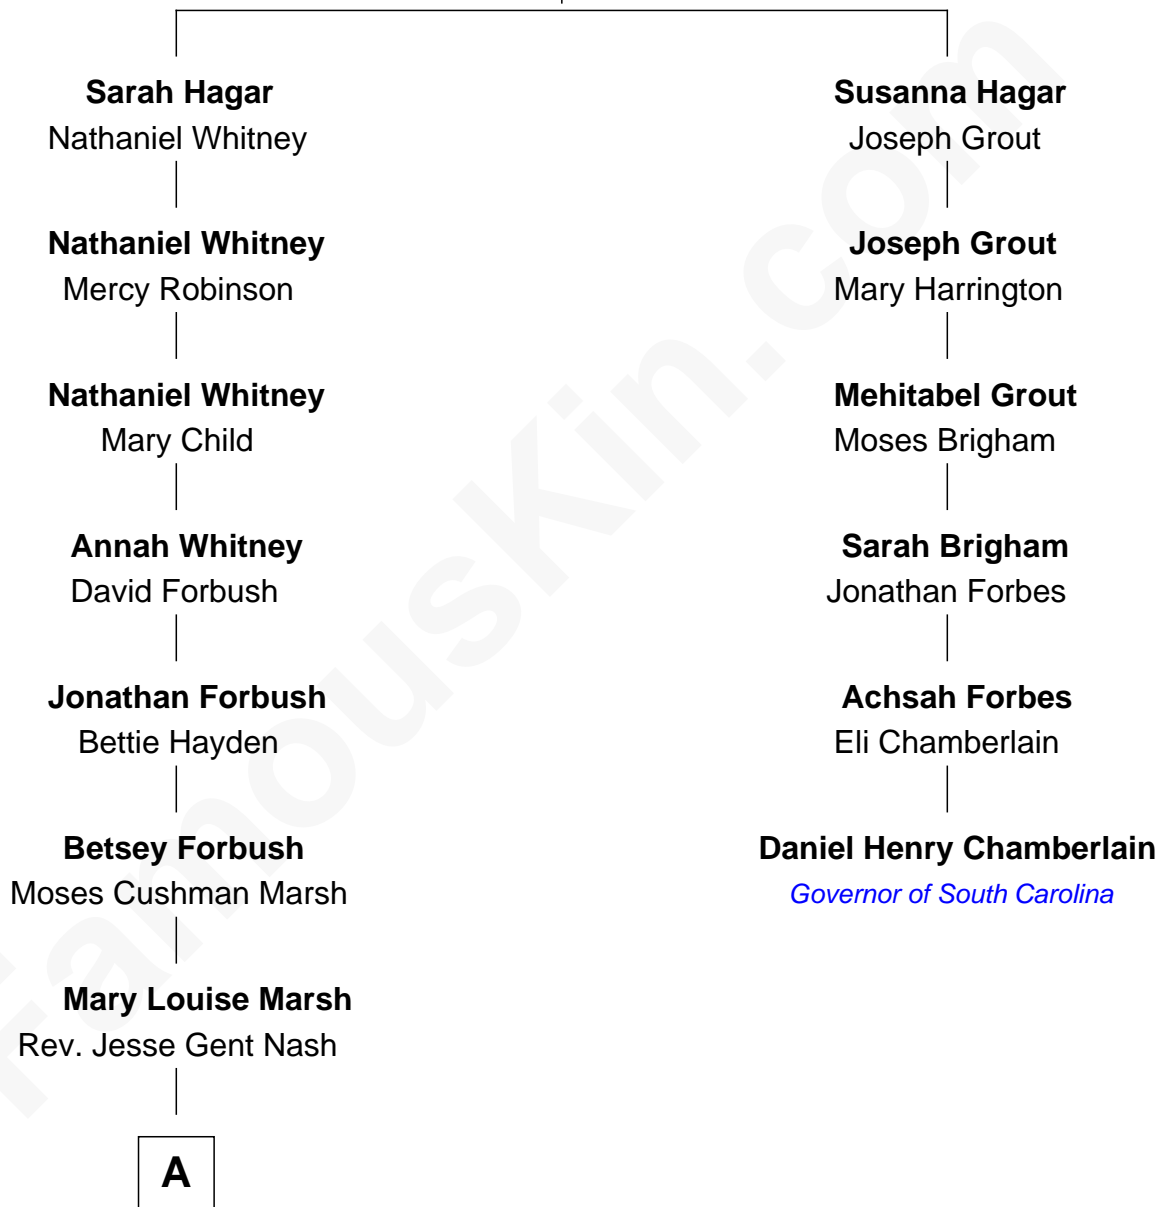 Sarah Hagar
Nathaniel Whitney
Nathaniel Whitney
Mercy Robinson
Nathaniel Whitney
Mary Child
Annah Whitney
David Forbush
Jonathan Forbush
Bettie Hayden
Betsey Forbush
Moses Cushman Marsh
Mary Louise Marsh
Rev. Jesse Gent Nash
A
Susanna Hagar
Joseph Grout
Joseph Grout
Mary Harrington
Mehitabel Grout
Moses Brigham
Sarah Brigham
Jonathan Forbes
Achsah Forbes
Eli Chamberlain
Daniel Henry Chamberlain
Governor of South Carolina
FamousKin.com